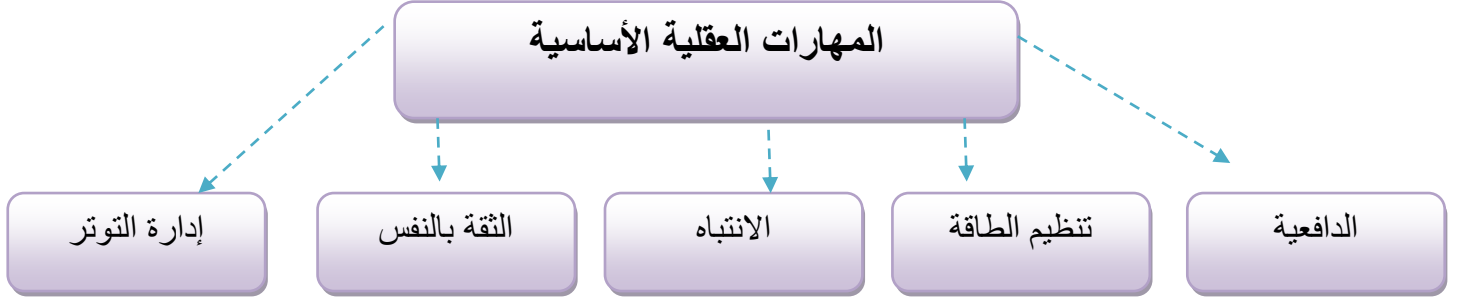 المهارات العقلية الأساسية
الدافعية
تنظيم الطاقة
الانتباه
الثقة بالنفس
إدارة التوتر